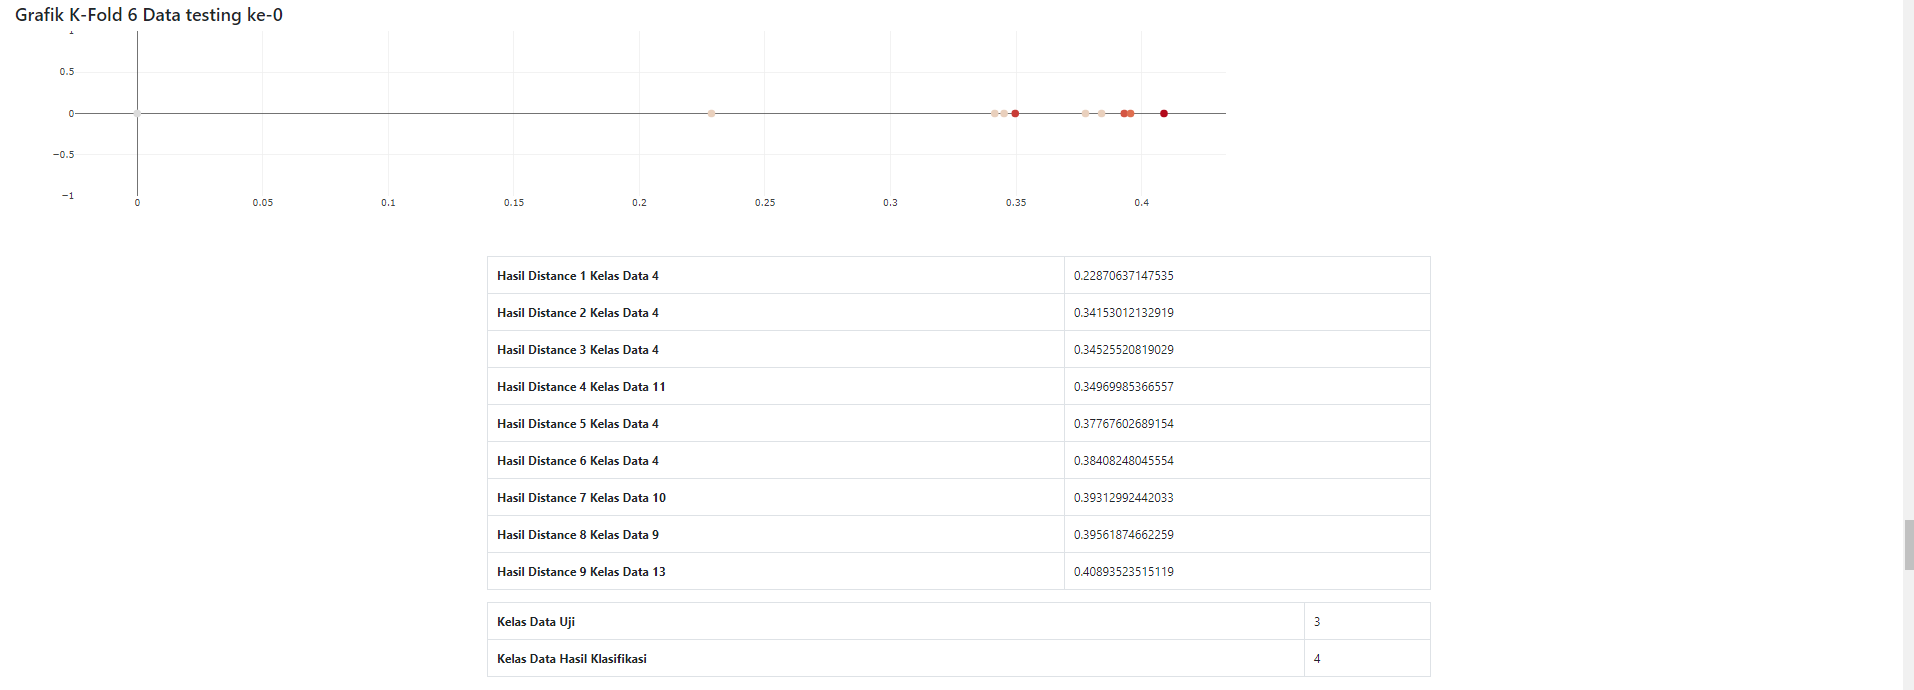 Grafik K-Fold 6 Data testing ke-0
1
0.5
0
−0.5
−1
0 0.05 0.1 0.15 0.2 0.25 0.3 0.35 0.4
Hasil Distance 1 Kelas Data 4 0.22870637147535
Hasil Distance 2 Kelas Data 4 0.34153012132919
Hasil Distance 3 Kelas Data 4 0.34525520819029
Hasil Distance 4 Kelas Data 11 0.34969985366557
Hasil Distance 5 Kelas Data 4 0.37767602689154
Hasil Distance 6 Kelas Data 4 0.38408248045554
Hasil Distance 7 Kelas Data 10 0.39312992442033
Hasil Distance 8 Kelas Data 9 0.39561874662259
Hasil Distance 9 Kelas Data 13 0.40893523515119
Kelas Data Uji 3
Kelas Data Hasil Klasifikasi 4